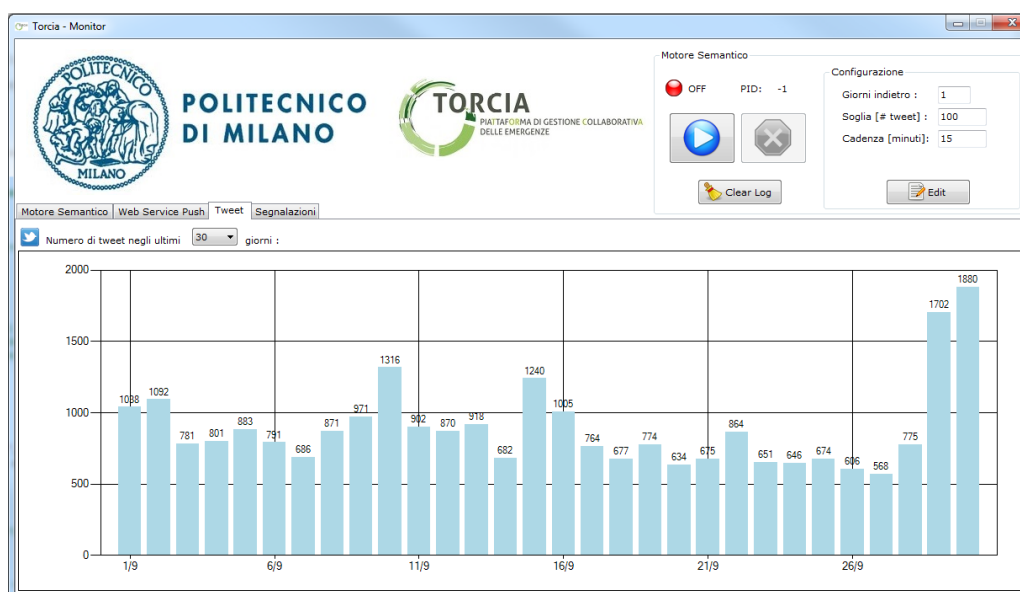 Torcia - Monitor
POLITECNICO
MILANO
POLITECNICO
DI MILANO
TORCIA
PIATTAFORMA DI GESTIONE COLLABORATIVA
DELLE EMERGENZE
Motore Semantico
OFF PID: -1
Clear Log
Configurazione
Giorni indietro : 1
Soglia [# tweet] : 100
Cadenza [minuti]: 15
Edit
Motore Semantico Web Service Push Tweet Segnalazioni
Numero di tweet negli ultimi 30 giorni :
2000
1500
1000
500
0
1038 1092 781 801 883 791 686 871 971 1316 902 870 918 682 1240 1005 764 677 774 634 675 864 651 646 674 606 568 775 1702 1880
1/9 6/9 11/9 16/9 21/9 26/9